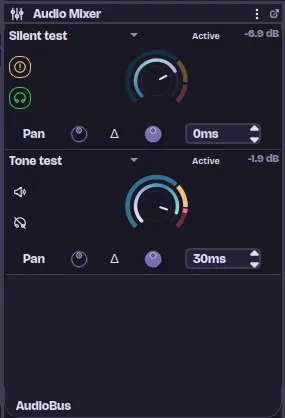 Audio Mixer
Silent test Active -6.9 dB
Pan Δ 0ms
Tone test Active -1.9 dB
Pan Δ 30ms
AudioBus